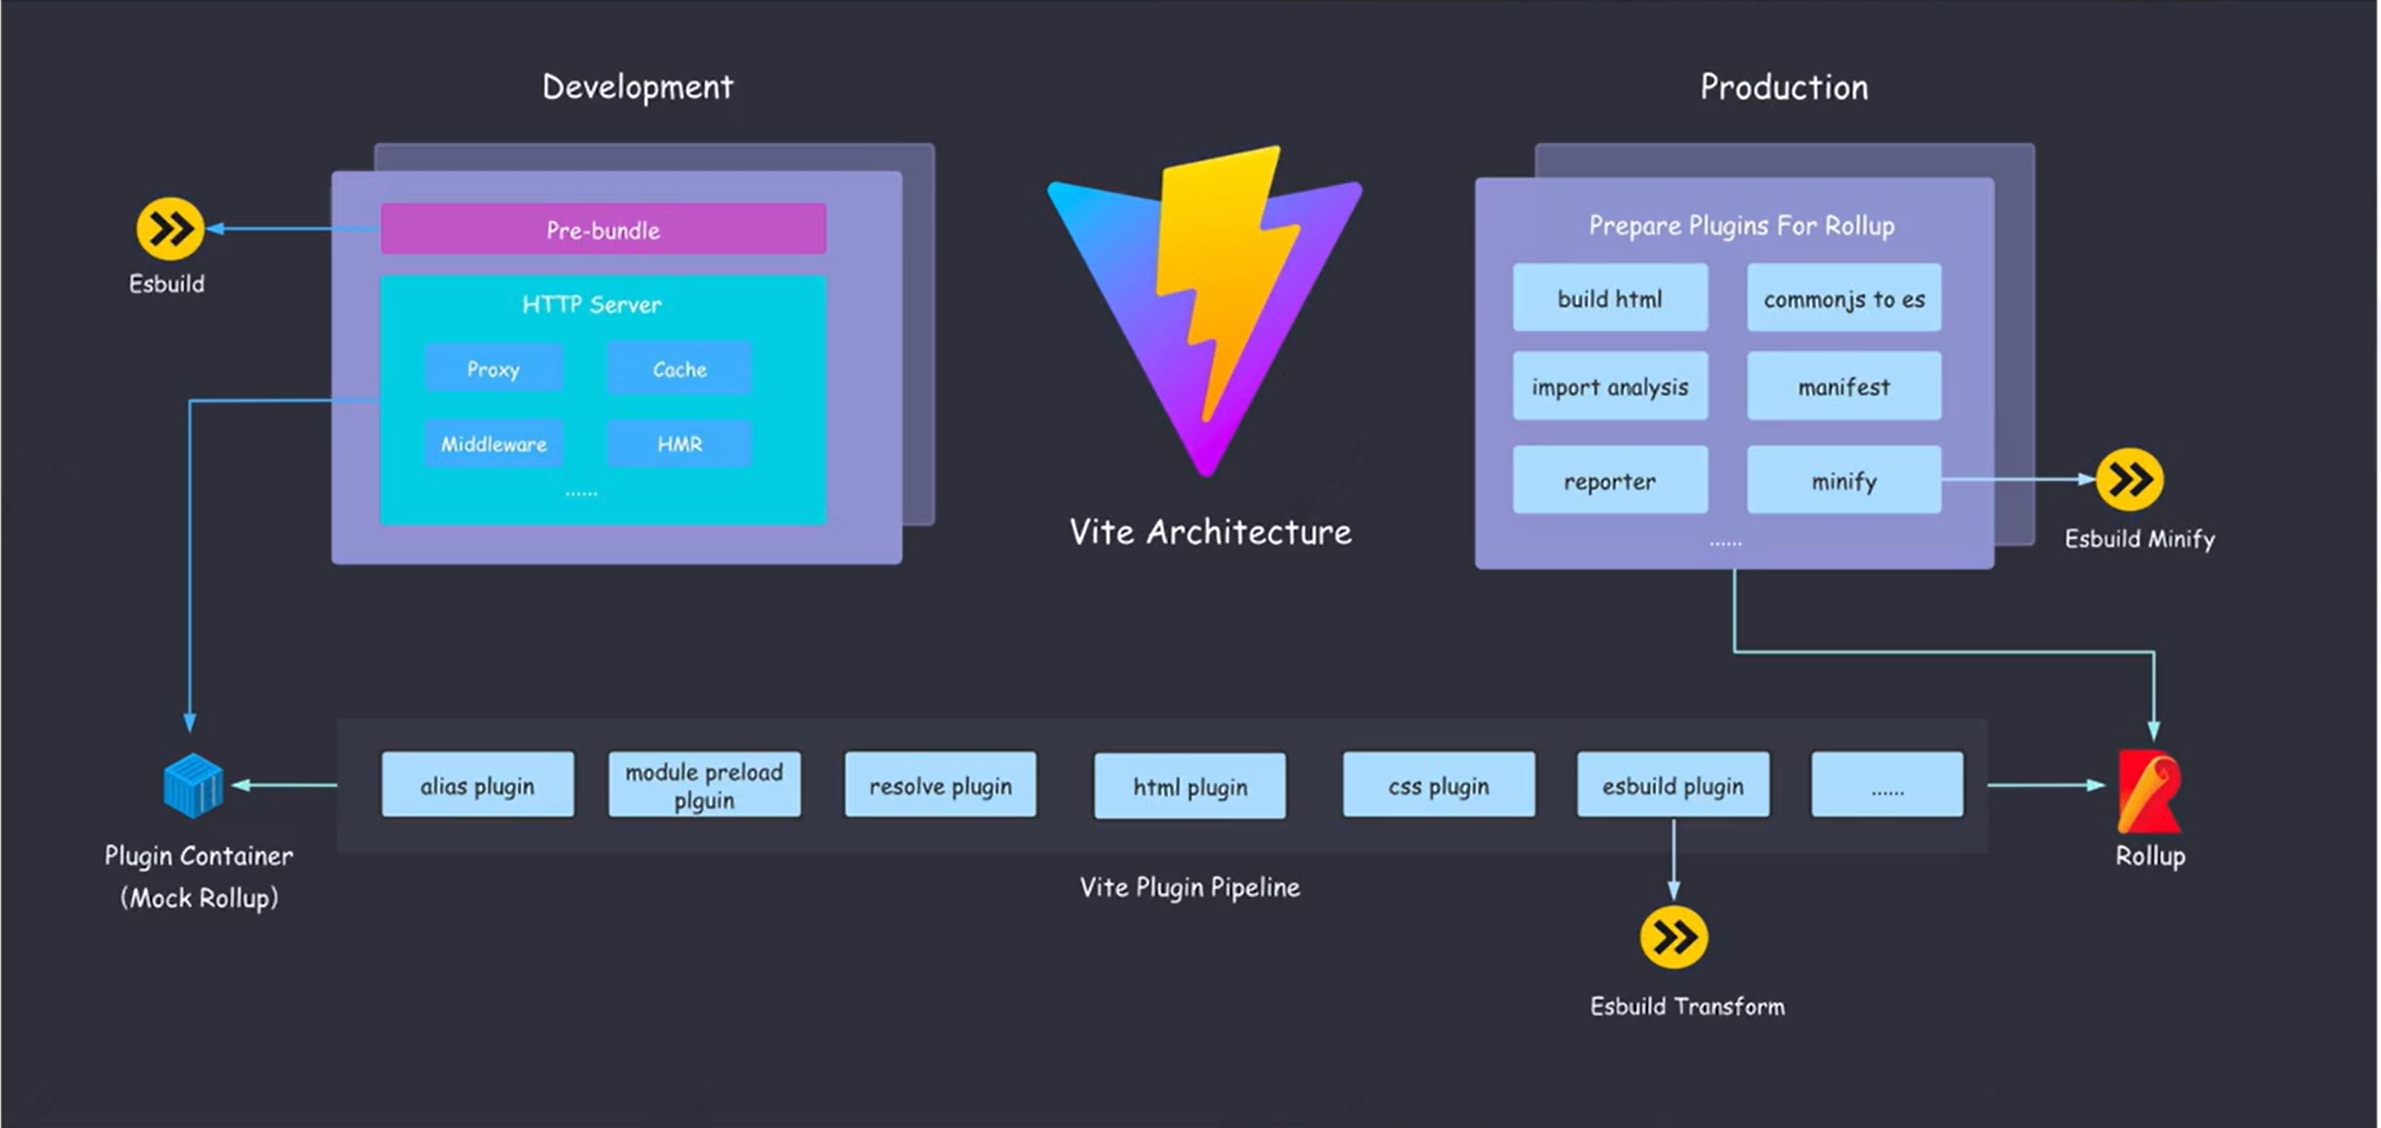 Development
Production
Esbuild
Pre-bundle
HTTP Server
Proxy
Cache
Middleware
HMR
......
Vite Architecture
Prepare Plugins For Rollup
build html
commonjs to es
import analysis
manifest
reporter
minify
......
Esbuild Minify
Plugin Container
(Mock Rollup)
alias plugin
module preload
plguin
resolve plugin
html plugin
css plugin
esbuild plugin
......
Vite Plugin Pipeline
Rollup
Esbuild Transform